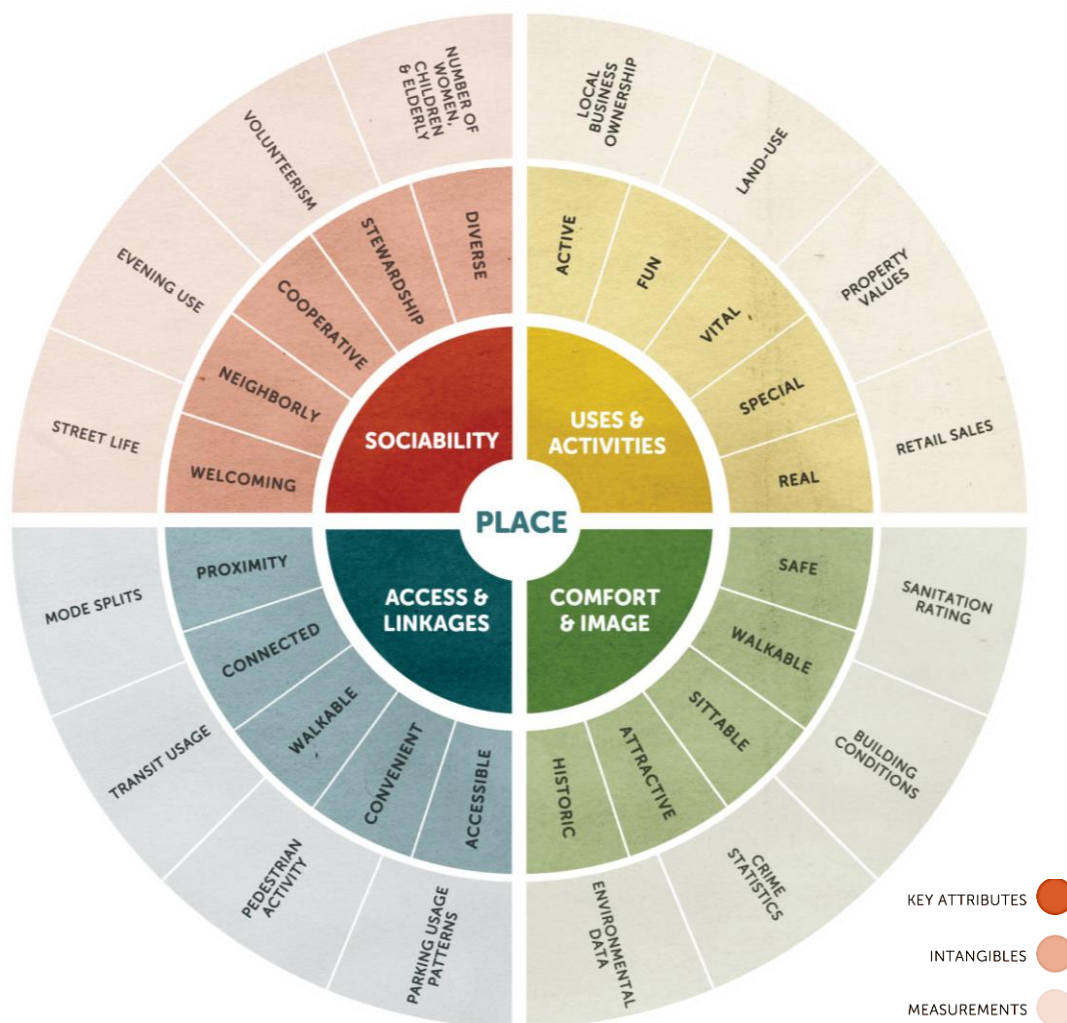 NUMBER OF
WOMEN,
CHILDREN
& ELDERLY
VOLUNTEERISM
EVENING USE
STREET LIFE
DIVERSE
STEWARDSHIP
COOPERATIVE
NEIGHBORLY
WELCOMING
SOCIABILITY
LOCAL
BUSINESS
OWNERSHIP
LAND-USE
PROPERTY
VALUES
RETAIL SALES
ACTIVE
FUN
VITAL
SPECIAL
REAL
USES &
ACTIVITIES
PLACE
ACCESS &
LINKAGES
PROXIMITY
CONNECTED
WALKABLE
CONVENIENT
ACCESSIBLE
MODE SPLITS
TRANSIT USAGE
PEDESTRIAN
ACTIVITY
PARKING USAGE
PATTERNS
COMFORT
& IMAGE
SAFE
WALKABLE
SITTABLE
ATTRACTIVE
HISTORIC
SANITATION
RATING
BUILDING
CONDITIONS
CRIME
STATISTICS
ENVIRONMENTAL
DATA
KEY ATTRIBUTES
INTANGIBLES
MEASUREMENTS